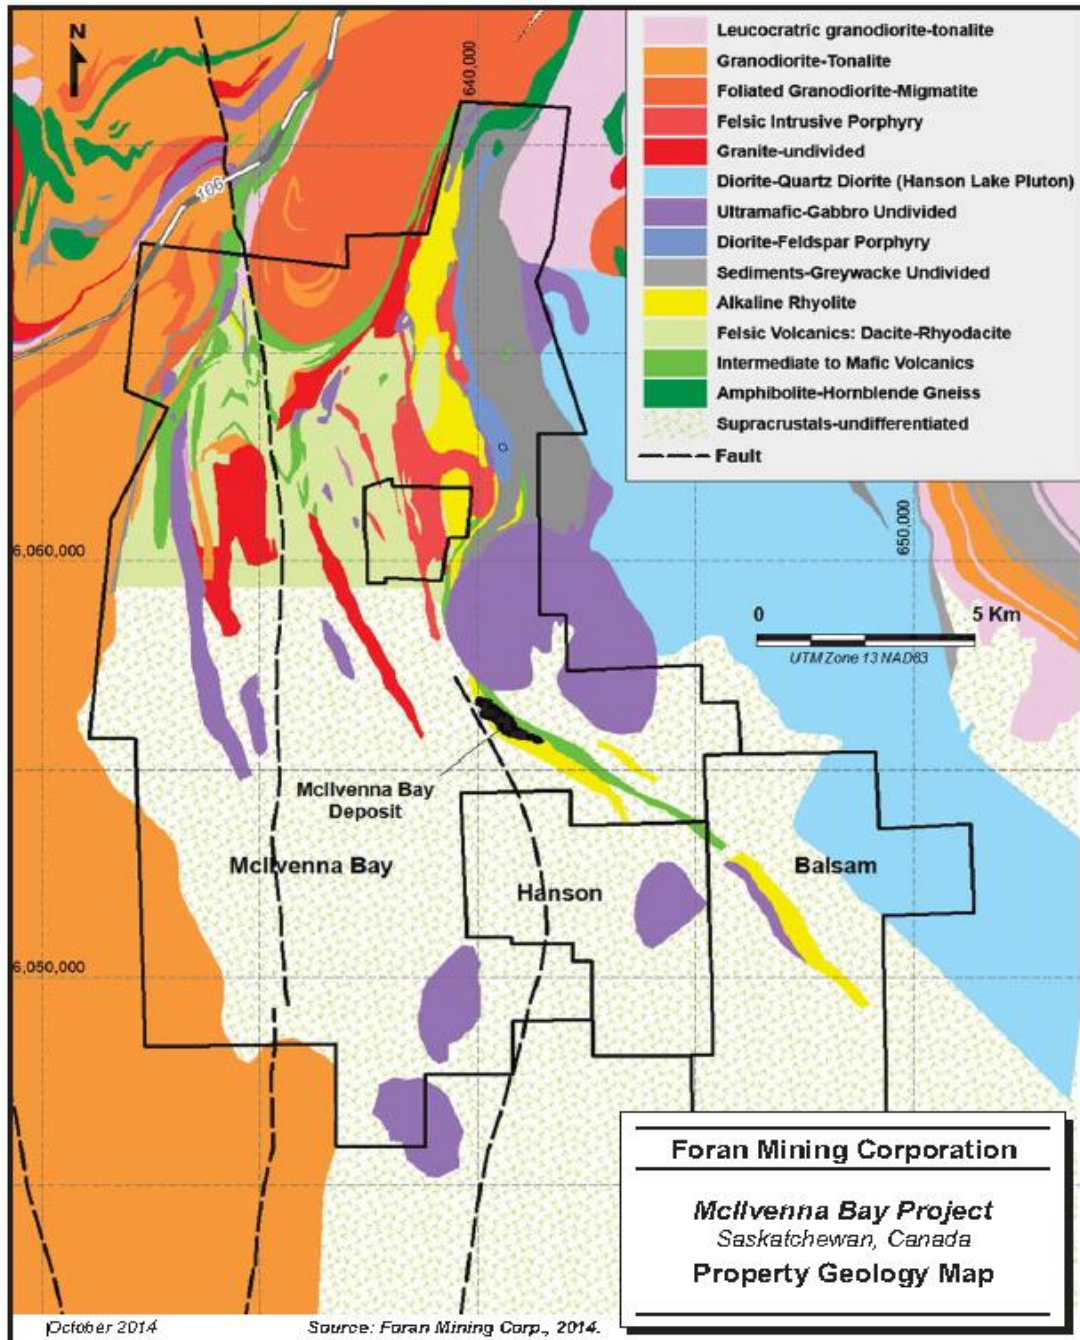 N
106
640,000
Leucocratric granodiorite-tonalite
Granodiorite-Tonalite
Foliated Granodiorite-Migmatite
Felsic Intrusive Porphyry
Granite-undivided
Diorite-Quartz Diorite (Hanson Lake Pluton)
Ultramafic-Gabbro Undivided
Diorite-Feldspar Porphyry
Sediments-Greywacke Undivided
Alkaline Rhyolite
Felsic Volcanics: Dacite-Rhyodacite
Intermediate to Mafic Volcanics
Amphibolite-Hornblende Gneiss
Supracrustals-undifferentiated
Fault
6,060,000
650,000
0 5 Km
UTM Zone 13 NAD83
McIlvenna Bay
Deposit
McIlvenna Bay
Hanson
Balsam
6,050,000
Foran Mining Corporation
McIlvenna Bay Project
Saskatchewan, Canada
Property Geology Map
October 2014
Source: Foran Mining Corp., 2014.